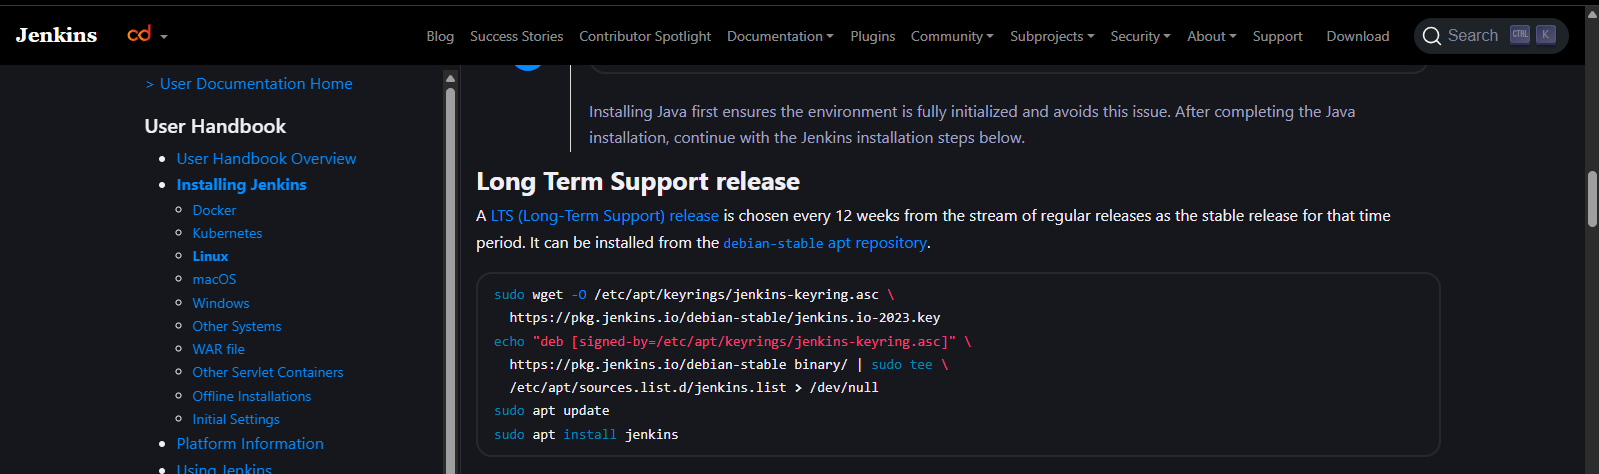 Jenkins
cd
Blog Success Stories Contributor Spotlight Documentation Plugins Community Subprojects Security About Support Download
Search CTRL K
> User Documentation Home
User Handbook
User Handbook Overview
Installing Jenkins
Docker
Kubernetes
Linux
macOS
Windows
Other Systems
WAR file
Other Servlet Containers
Offline Installations
Initial Settings
Platform Information
Using Jenkins
Installing Java first ensures the environment is fully initialized and avoids this issue. After completing the Java
installation, continue with the Jenkins installation steps below.
Long Term Support release
A LTS (Long-Term Support) release is chosen every 12 weeks from the stream of regular releases as the stable release for that time
period. It can be installed from the debian-stable apt repository.
sudo wget -O /etc/apt/keyrings/jenkins-keyring.asc \
https://pkg.jenkins.io/debian-stable/jenkins.io-2023.key
echo "deb [signed-by=/etc/apt/keyrings/jenkins-keyring.asc]" \
https://pkg.jenkins.io/debian-stable binary/ | sudo tee \
/etc/apt/sources.list.d/jenkins.list > /dev/null
sudo apt update
sudo apt install jenkins